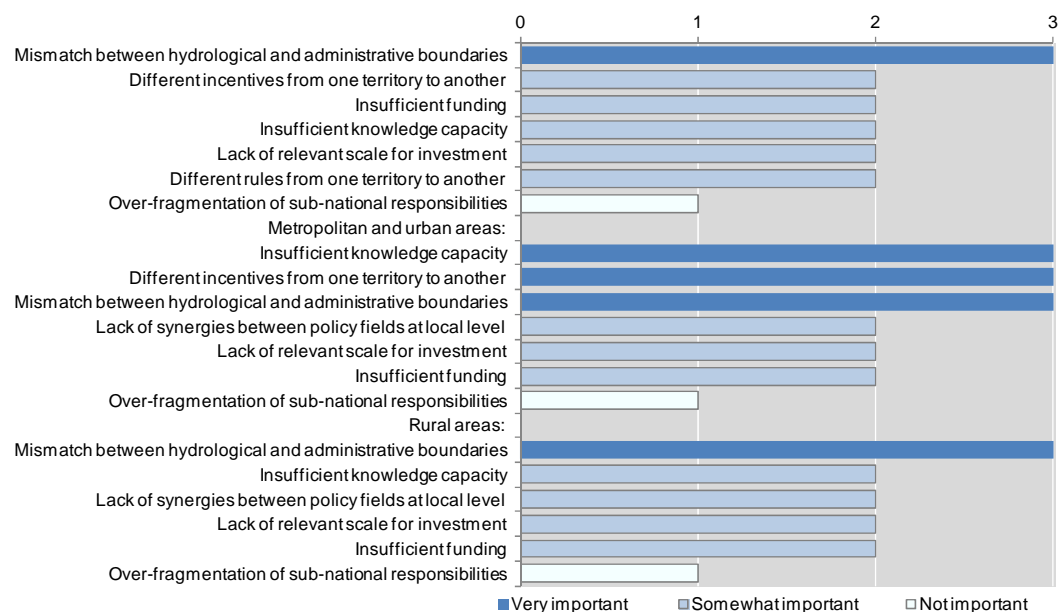 0 1 2 3
Mismatch between hydrological and administrative boundaries
Different incentives from one territory to another
Insufficient funding
Insufficient knowledge capacity
Lack of relevant scale for investment
Different rules from one territory to another
Over-fragmentation of sub-national responsibilities
Metropolitan and urban areas:
Insufficient knowledge capacity
Different incentives from one territory to another
Mismatch between hydrological and administrative boundaries
Lack of synergies between policy fields at local level
Lack of relevant scale for investment
Insufficient funding
Over-fragmentation of sub-national responsibilities
Rural areas:
Mismatch between hydrological and administrative boundaries
Insufficient knowledge capacity
Lack of synergies between policy fields at local level
Lack of relevant scale for investment
Insufficient funding
Over-fragmentation of sub-national responsibilities
Very important Somewhat important Not important